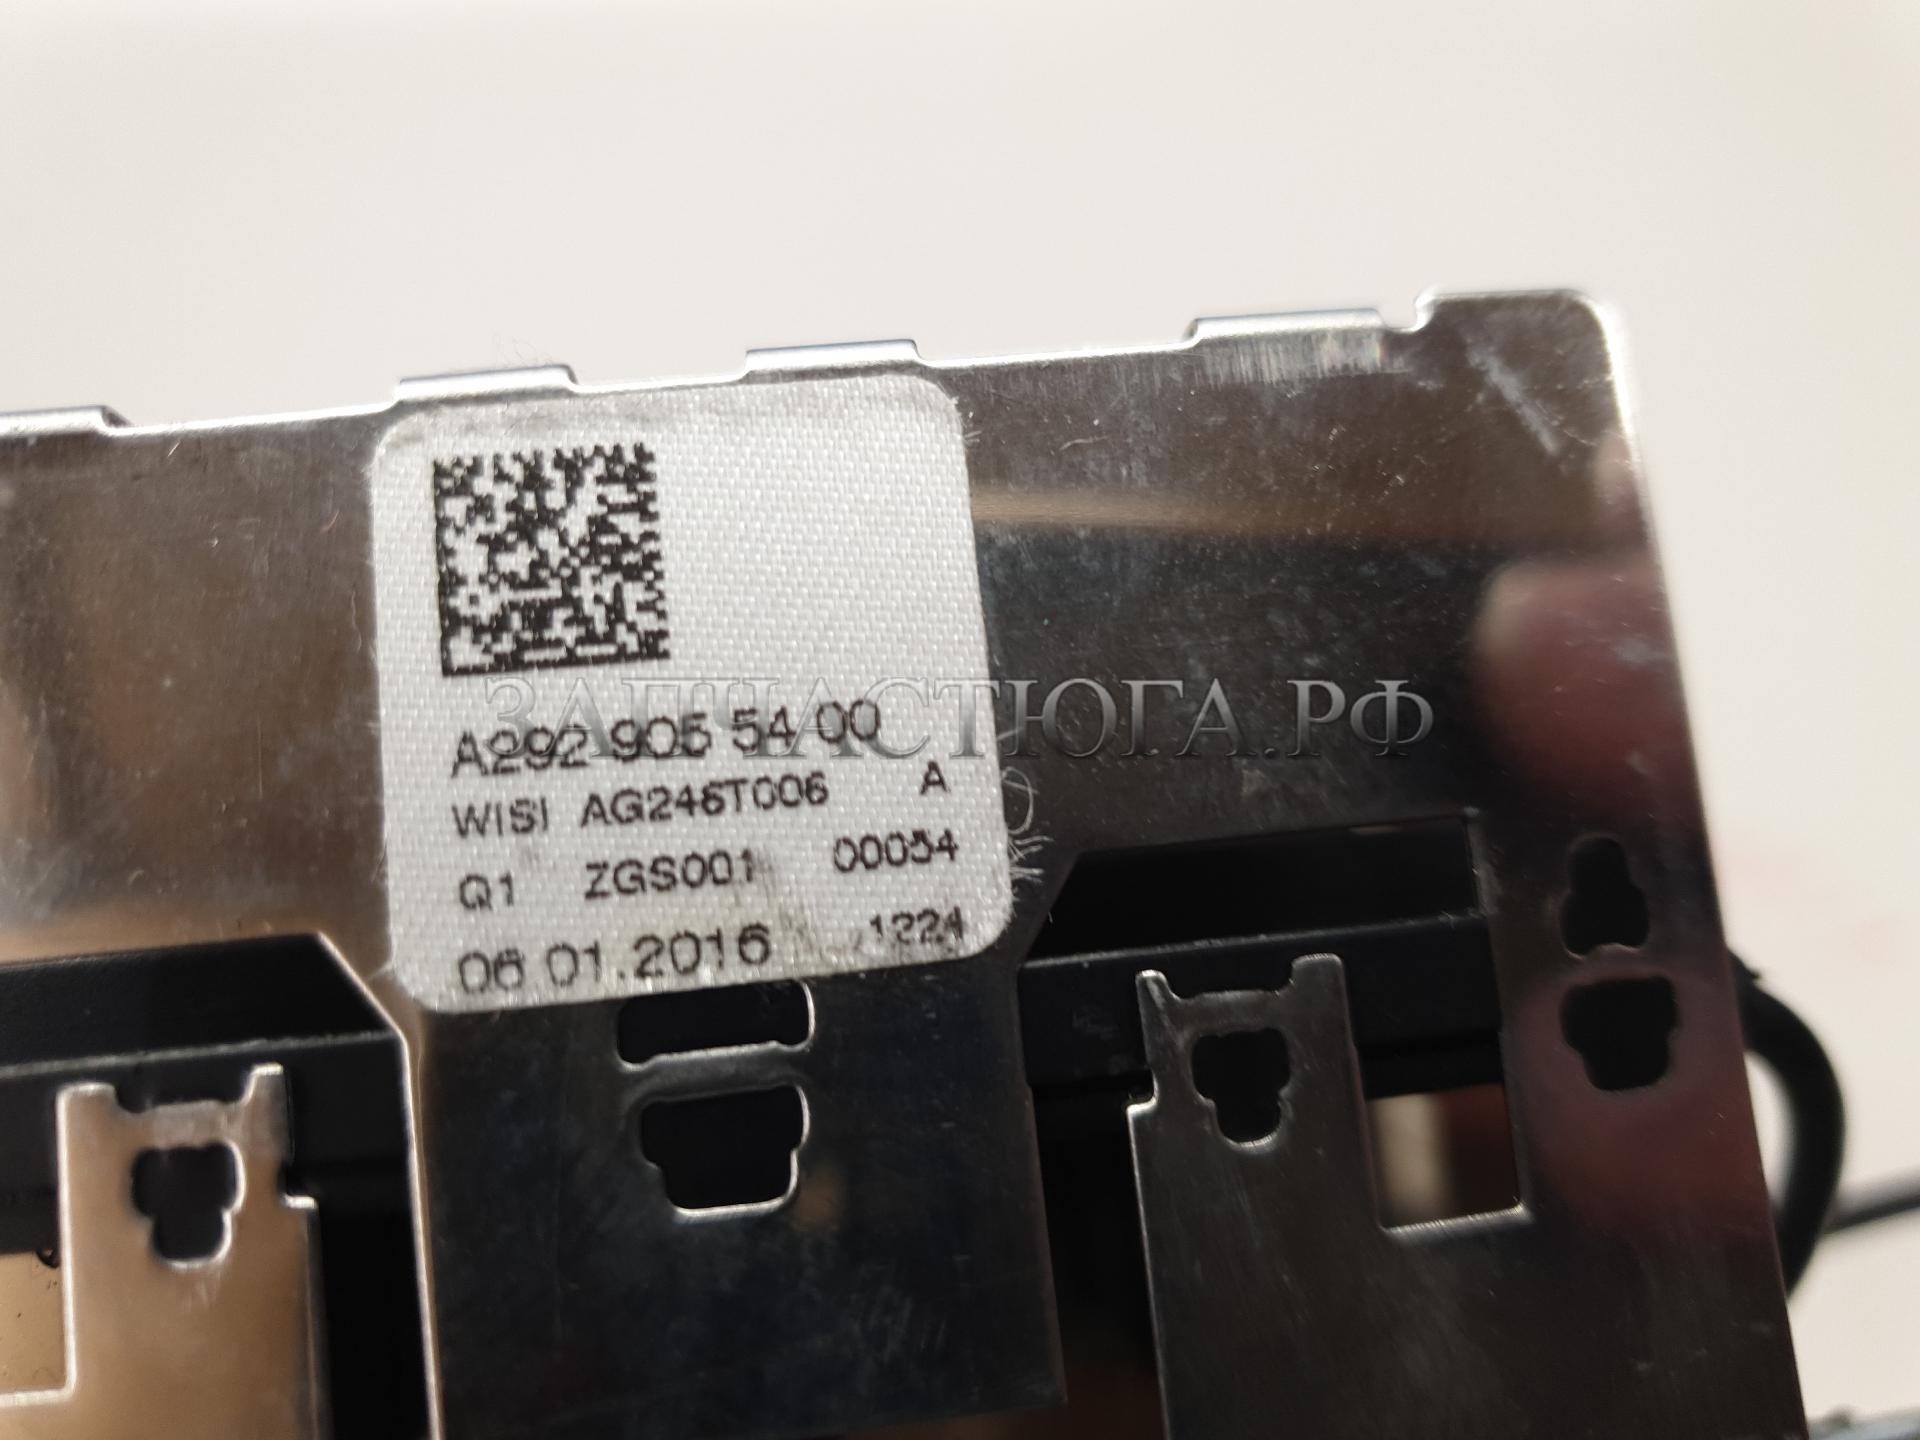 ЗАПЧАСТЮГА.РФ
A292 905 54 00
WISI AG246T006 A
Q1 ZGS001 00054
06 01.2016 1224